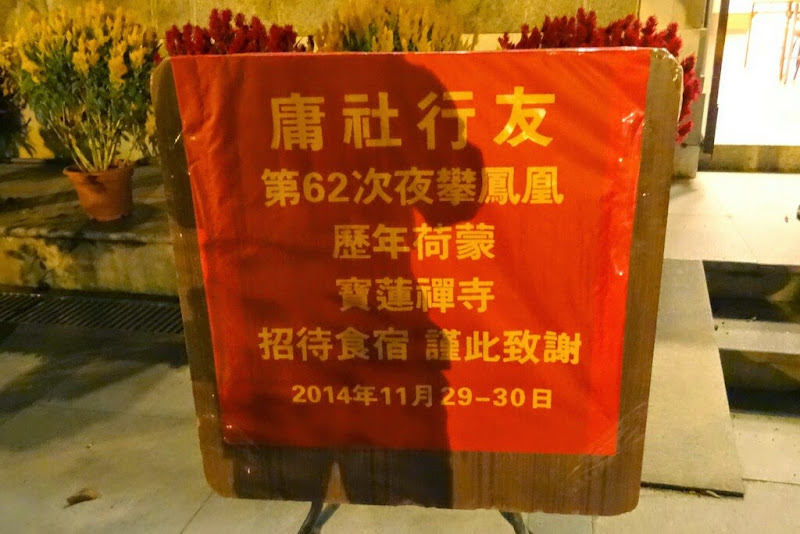 庸社行友
第62次夜攀鳳凰
歷年荷蒙
寶蓮禪寺
招待食宿 謹此致謝
2014年11月29-30日